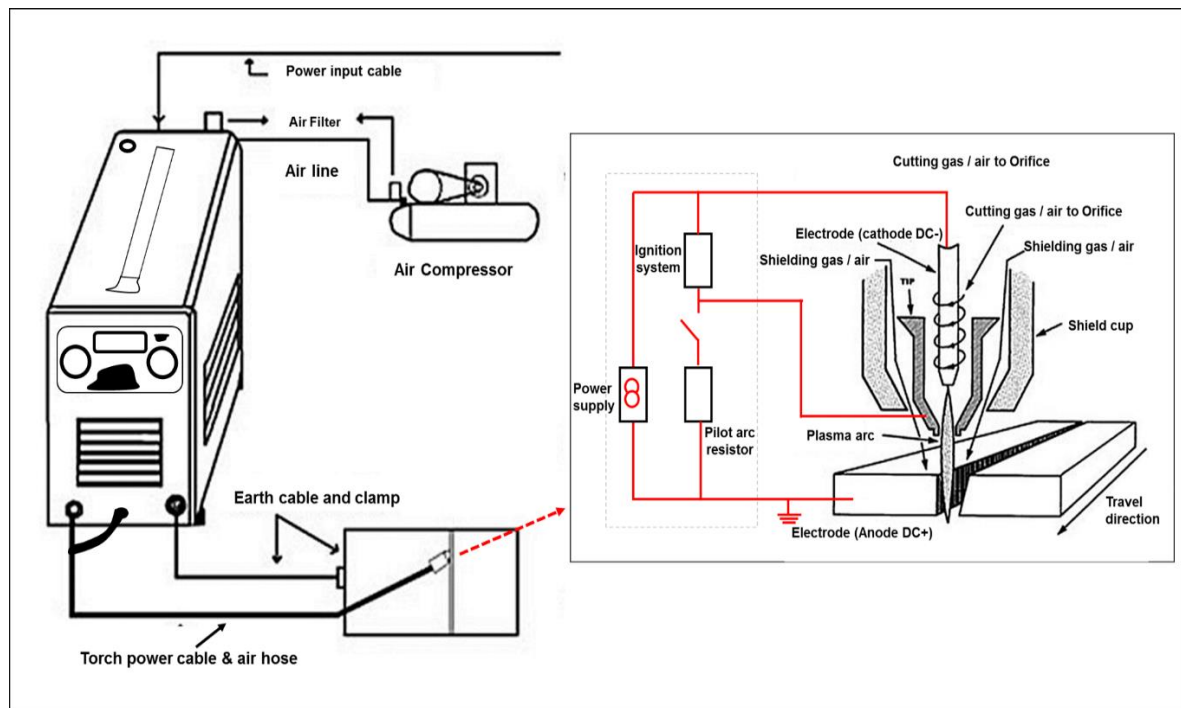 Power input cable
Air Filter
Air line
Air Compressor
Earth cable and clamp
Torch power cable & air hose
Cutting gas / air to Orifice
Cutting gas / air to Orifice
Electrode (cathode DC-)
Ignition
system
Shielding gas / air
Shielding gas / air
TIP
Shield cup
Power
supply
Pilot arc
resistor
Plasma arc
Travel
direction
Electrode (Anode DC+)